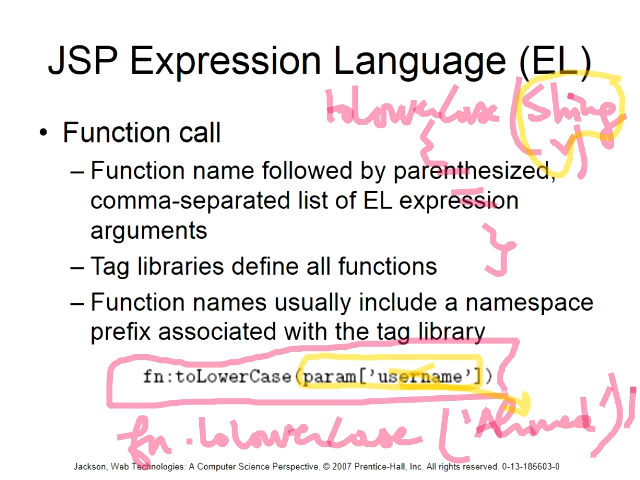 JSP Expression Language (EL)
toLowerCase (String v)
{
• Function call
– Function name followed by parenthesized,
comma-separated list of EL expression
arguments
}
– Tag libraries define all functions
– Function names usually include a namespace
prefix associated with the tag library
fn:toLowerCase(param['username'])
fn.toLowerCase ('Ahmed');
Jackson, Web Technologies: A Computer Science Perspective, © 2007 Prentice-Hall, Inc. All rights reserved. 0-13-185603-0